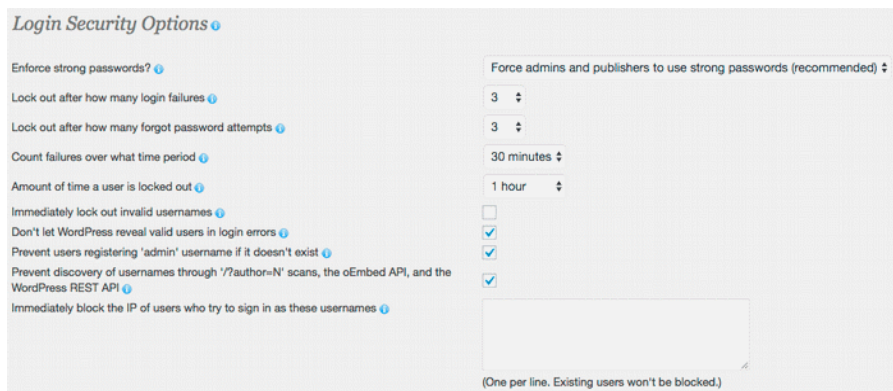 Login Security Options
Enforce strong passwords? Force admins and publishers to use strong passwords (recommended)
Lock out after how many login failures 3
Lock out after how many forgot password attempts 3
Count failures over what time period 30 minutes
Amount of time a user is locked out 1 hour
Immediately lock out invalid usernames
Don't let WordPress reveal valid users in login errors
Prevent users registering 'admin' username if it doesn't exist
Prevent discovery of usernames through '/?author=N' scans, the oEmbed API, and the
WordPress REST API
Immediately block the IP of users who try to sign in as these usernames
(One per line. Existing users won't be blocked.)